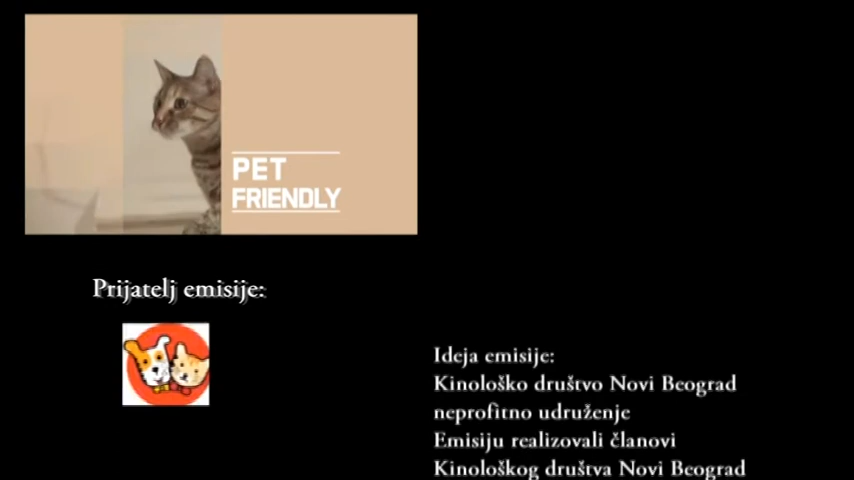 PET
FRIENDLY
Prijatelj emisije:
Ideja emisije:
Kinološko društvo Novi Beograd
neprofitno udruženje
Emisiju realizovali članovi
Kinološkog društva Novi Beograd